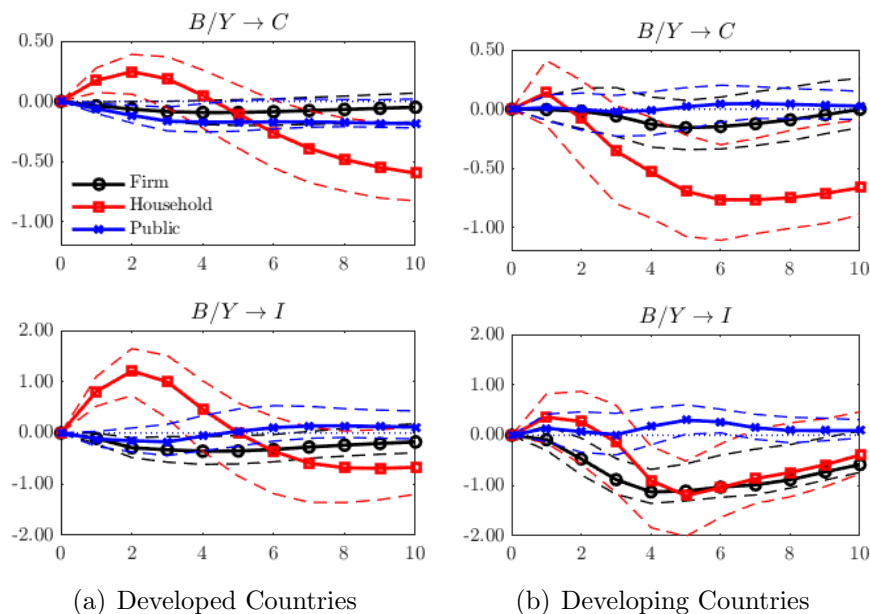 B/Y → C
0.50
0.00
-0.50
-1.00
Firm
Household
Public
0 2 4 6 8 10
B/Y → C
0.50
0.00
-0.50
-1.00
0 2 4 6 8 10
B/Y → I
2.00
1.00
0.00
-1.00
-2.00
0 2 4 6 8 10
B/Y → I
2.00
1.00
0.00
-1.00
-2.00
0 2 4 6 8 10
(a) Developed Countries
(b) Developing Countries